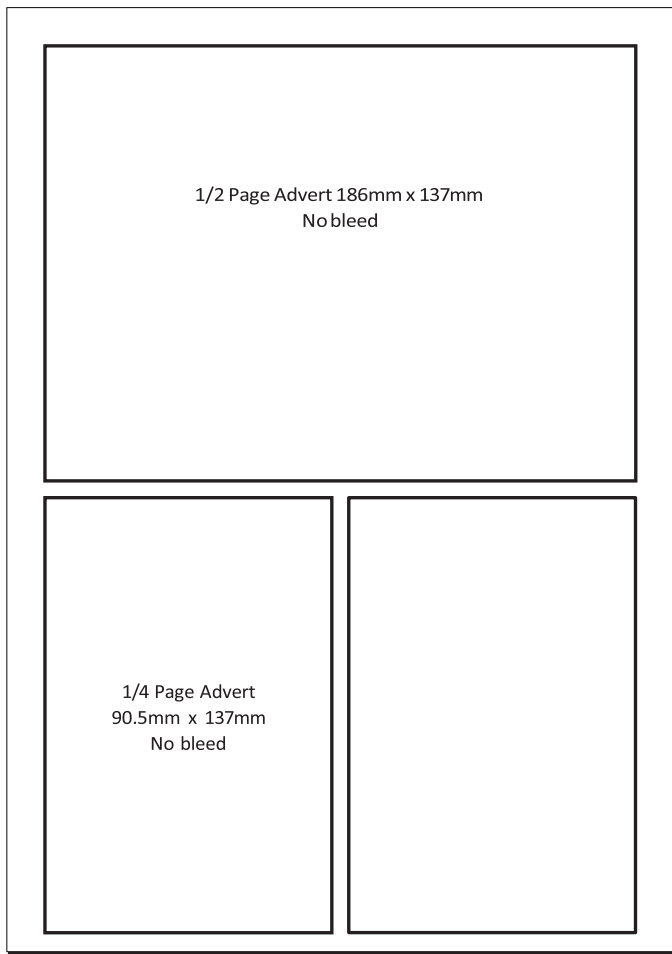 1/2 Page Advert 186mm x 137mm
No bleed
1/4 Page Advert
90.5mm x 137mm
No bleed